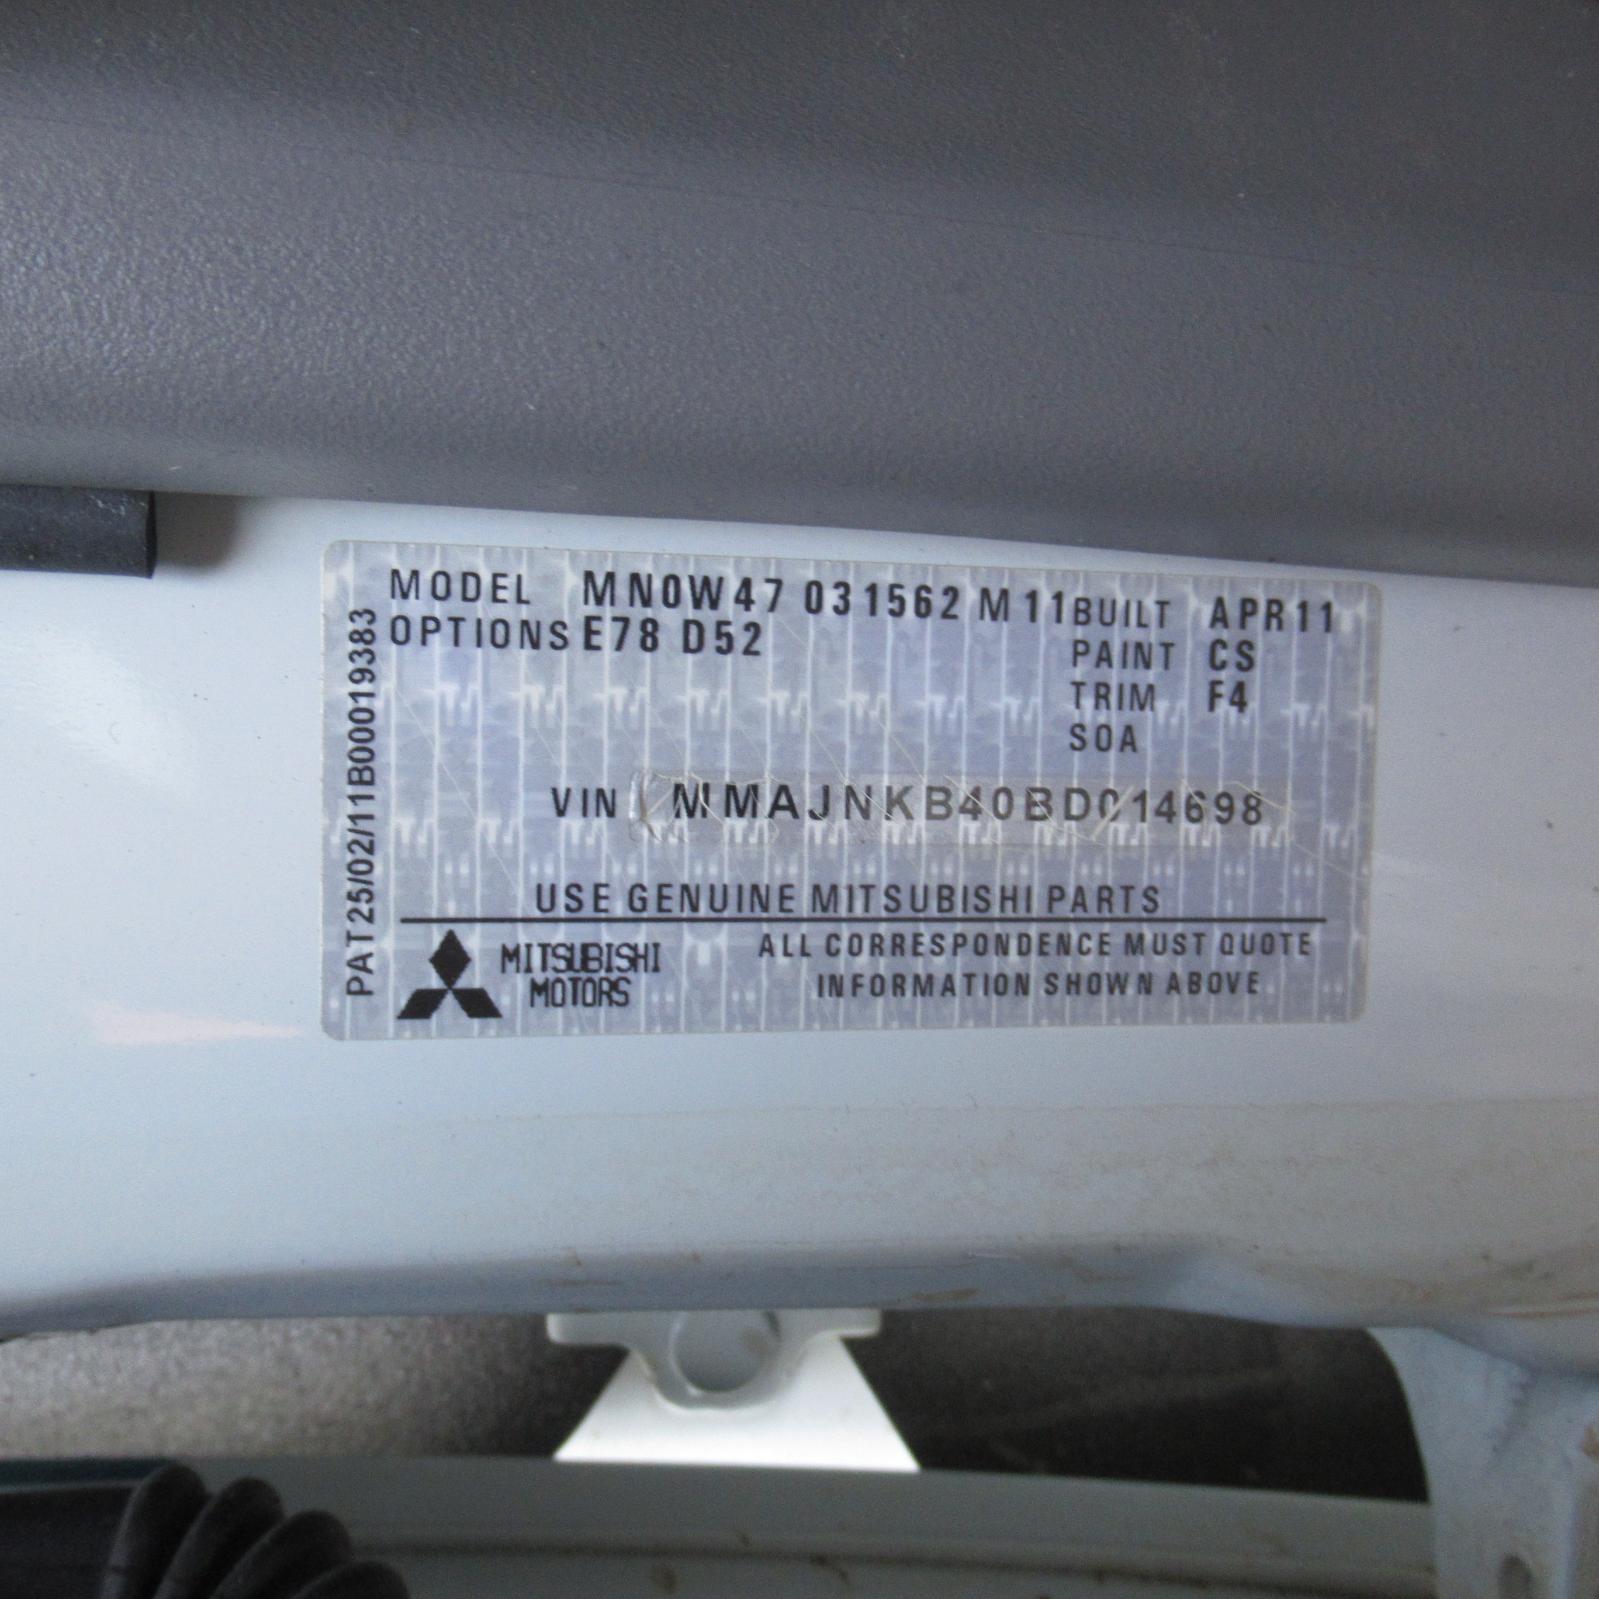 MODEL MN0W47 031562 M11 BUILT APR11
OPTIONS E78 D52
PAINT CS
TRIM F4
SOA
VIN MMAJNKB40BD014698
USE GENUINE MITSUBISHI PARTS
MITSUBISHI
MOTORS
ALL CORRESPONDENCE MUST QUOTE
INFORMATION SHOWN ABOVE
PAT25/02/11B00019383